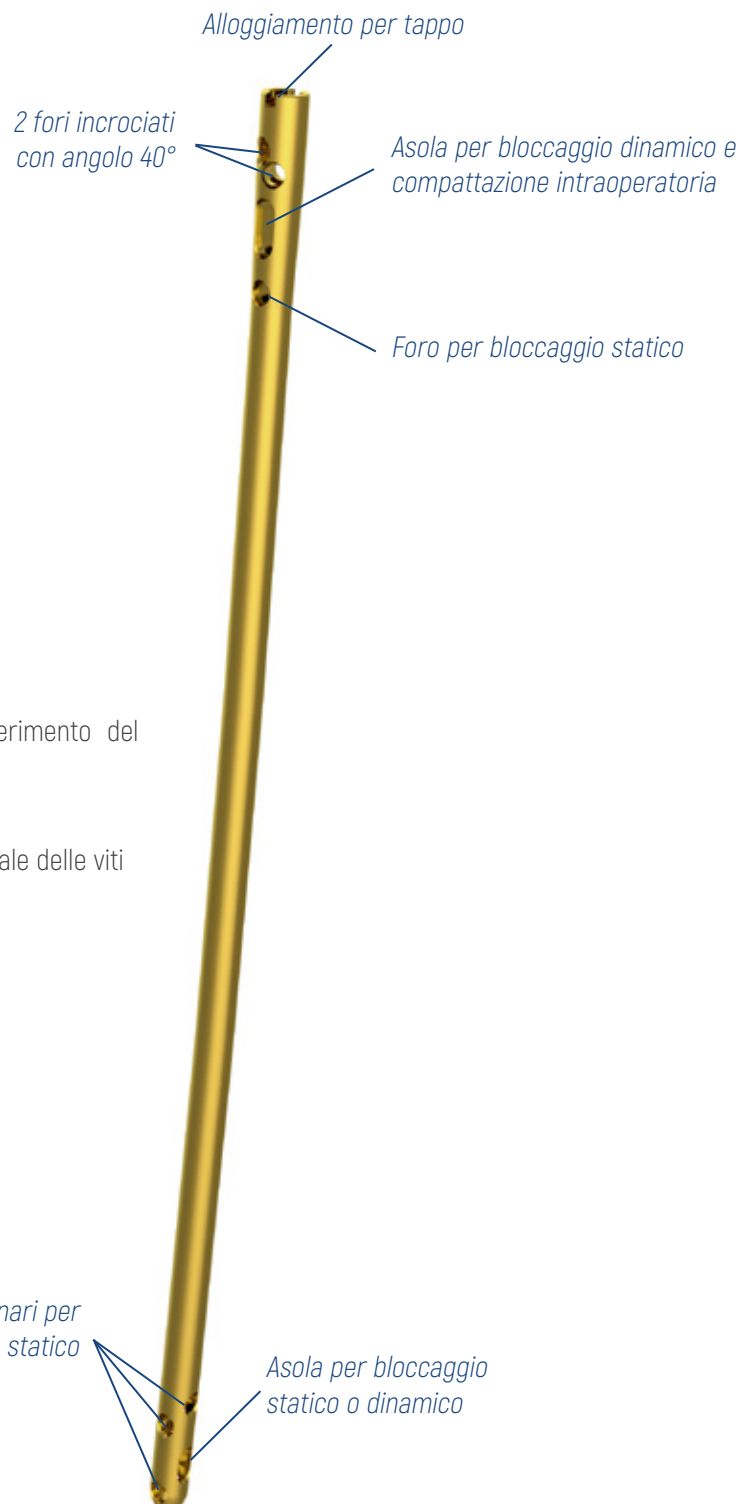 Alloggiamento per tappo
2 fori incrociati
con angolo 40°
Asola per bloccaggio dinamico e
compattazione intraoperatoria
Foro per bloccaggio statico
erimento del
ale delle viti
nari per
statico
Asola per bloccaggio
statico o dinamico